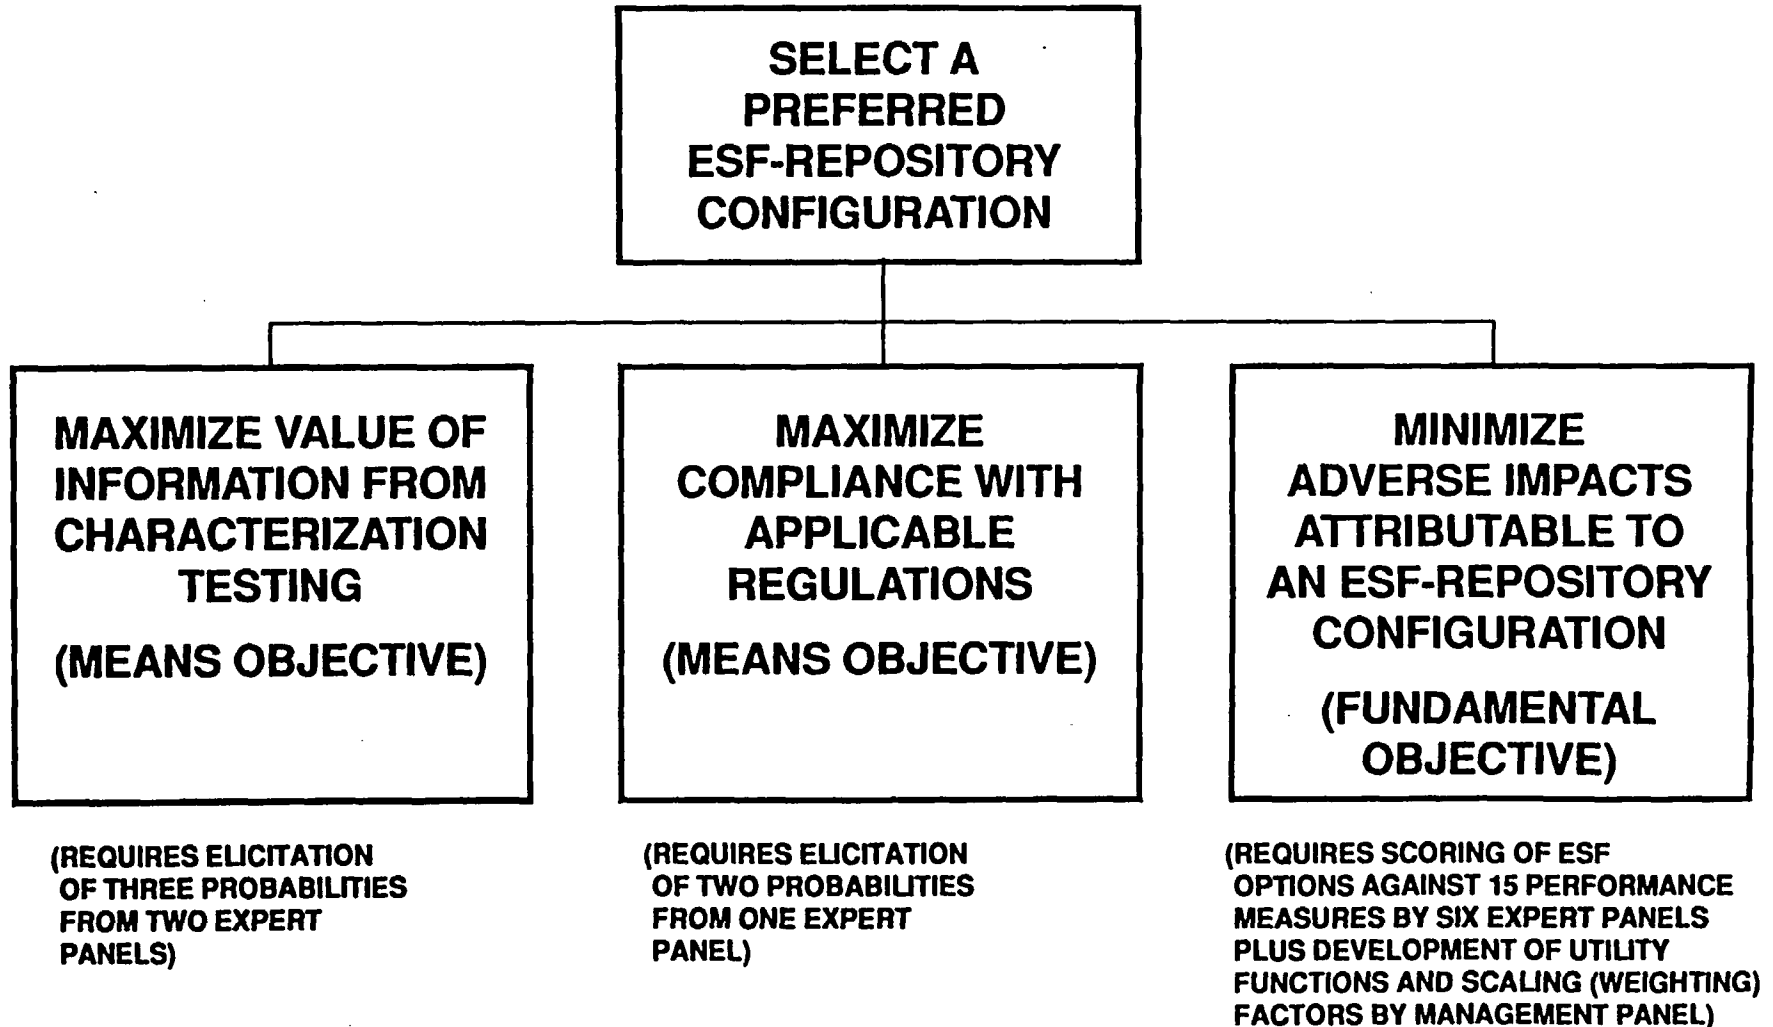 SELECT A
PREFERRED
ESF-REPOSITORY
CONFIGURATION
MAXIMIZE VALUE OF
INFORMATION FROM
CHARACTERIZATION
TESTING
(MEANS OBJECTIVE)
(REQUIRES ELICITATION
OF THREE PROBABILITIES
FROM TWO EXPERT
PANELS)
MAXIMIZE
COMPLIANCE WITH
APPLICABLE
REGULATIONS
(MEANS OBJECTIVE)
(REQUIRES ELICITATION
OF TWO PROBABILITIES
FROM ONE EXPERT
PANEL)
MINIMIZE
ADVERSE IMPACTS
ATTRIBUTABLE TO
AN ESF-REPOSITORY
CONFIGURATION
(FUNDAMENTAL
OBJECTIVE)
(REQUIRES SCORING OF ESF
OPTIONS AGAINST 15 PERFORMANCE
MEASURES BY SIX EXPERT PANELS
PLUS DEVELOPMENT OF UTILITY
FUNCTIONS AND SCALING (WEIGHTING)
FACTORS BY MANAGEMENT PANEL)